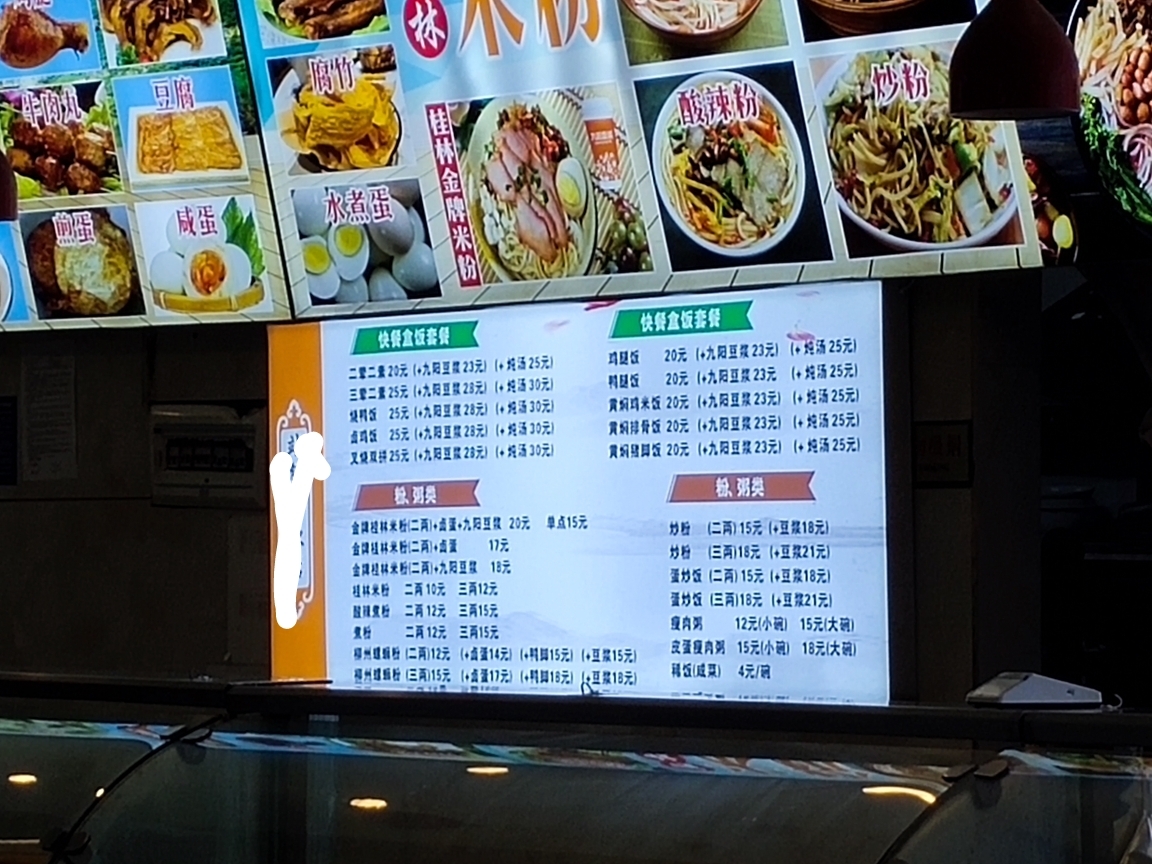 林
米粉
腐竹
炒粉
牛肉丸
豆腐
酸辣粉
桂林金牌米粉
水煮蛋
煎蛋
咸蛋
快餐盒饭套餐
二荤二素20元 (+九阳豆浆23元) (+炖汤25元)
三荤二素25元 (+九阳豆浆28元) (+炖汤30元)
烧鸭饭 25元 (+九阳豆浆28元) (+炖汤30元)
卤鸡饭 25元 (+九阳豆浆28元) (+炖汤30元)
叉烧双拼25元 (+九阳豆浆28元) (+炖汤30元)
粉、粥类
金牌桂林米粉(二两)+卤蛋+九阳豆浆 20元 单点15元
金牌桂林米粉(二两)+卤蛋 17元
金牌桂林米粉(二两)+九阳豆浆 18元
桂林米粉 二两10元 三两12元
酸辣煮粉 二两12元 三两15元
煮粉 二两12元 三两15元
柳州螺蛳粉(二两)12元 (+卤蛋14元) (+鸭脚15元) (+豆浆15元)
柳州螺蛳粉(三两)15元 (+卤蛋17元) (+鸭脚18元) (+豆浆18元)
快餐盒饭套餐
鸡腿饭 20元 (+九阳豆浆23元) (+炖汤25元)
鸭腿饭 20元 (+九阳豆浆23元 (+炖汤25元)
黄焖鸡米饭 20元 (+九阳豆浆23元) (+炖汤25元)
黄焖排骨饭 20元 (+九阳豆浆23元) (+炖汤25元)
黄焖猪脚饭 20元 (+九阳豆浆23元) (+炖汤25元)
粉、粥类
炒粉 (二两)15元 (+豆浆18元)
炒粉 (三两)18元 (+豆浆21元)
蛋炒饭 (二两)15元 (+豆浆18元)
蛋炒饭 (三两)18元 (+豆浆21元)
瘦肉粥 12元(小碗) 15元(大碗)
皮蛋瘦肉粥 15元(小碗) 18元(大碗)
稀饭(咸菜) 4元/碗